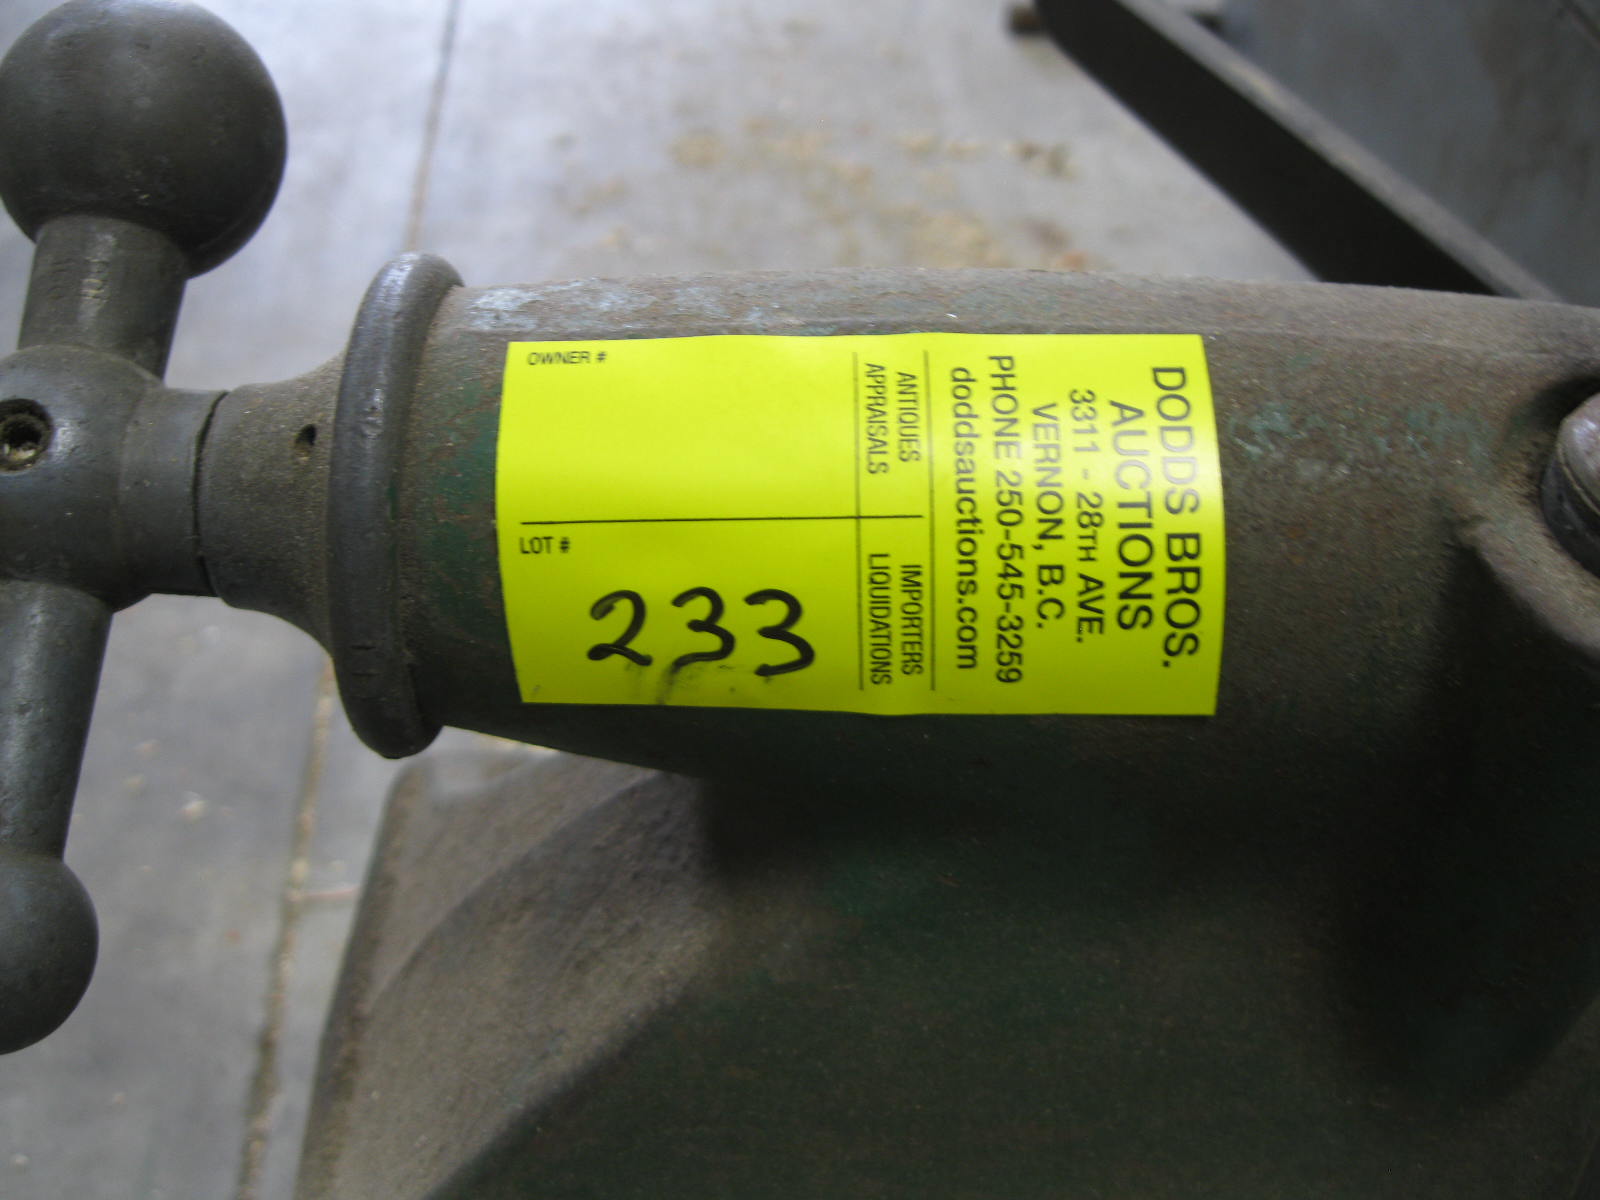 DODDS BROS.
AUCTIONS
3311 - 28TH AVE.
VERNON, B.C.
PHONE 250-545-3259
doddsauctions.com
ANTIQUES
APPRAISALS
IMPORTERS
LIQUIDATIONS
OWNER #
LOT #
233